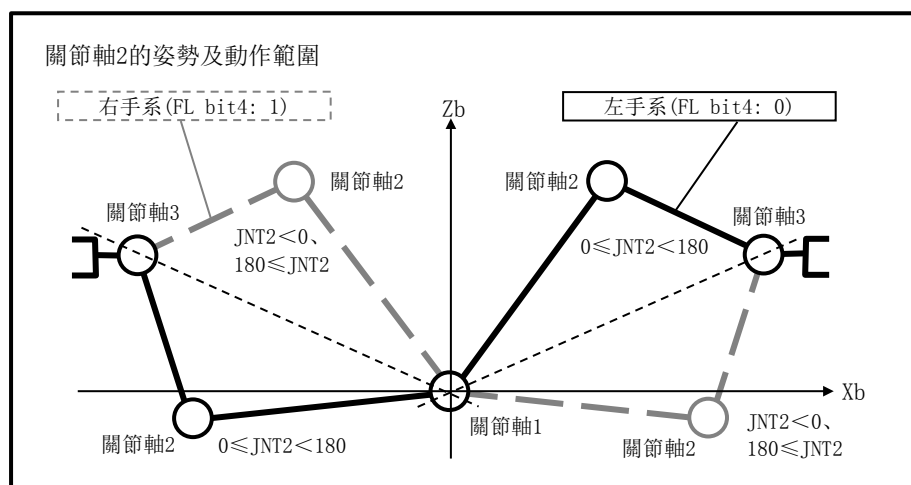 關節軸2的姿勢及動作範圍
右手系(FL bit4: 1)
Zb
左手系(FL bit4: 0)
關節軸2
關節軸2
關節軸3
關節軸3
JNT2<0、
180≤JNT2
0≤JNT2<180
Xb
關節軸1
關節軸2
0≤JNT2<180
關節軸2
JNT2<0、
180≤JNT2